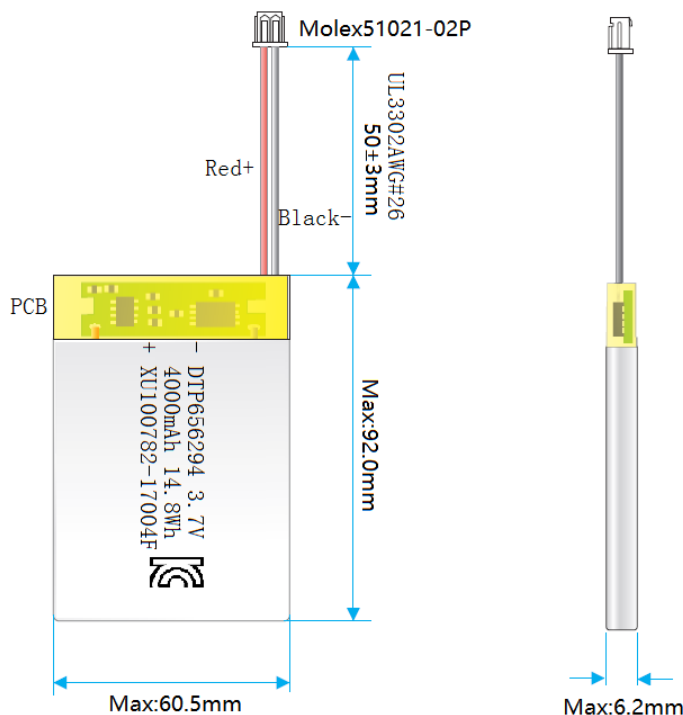 Molex51021-02P
UL3302AWG#26
50±3mm
Red+
Black-
PCB
+ -
DTP656294 3.7V
4000mAh 14.8Wh
XU100782-17004F
Max:92.0mm
Max:60.5mm
Max:6.2mm